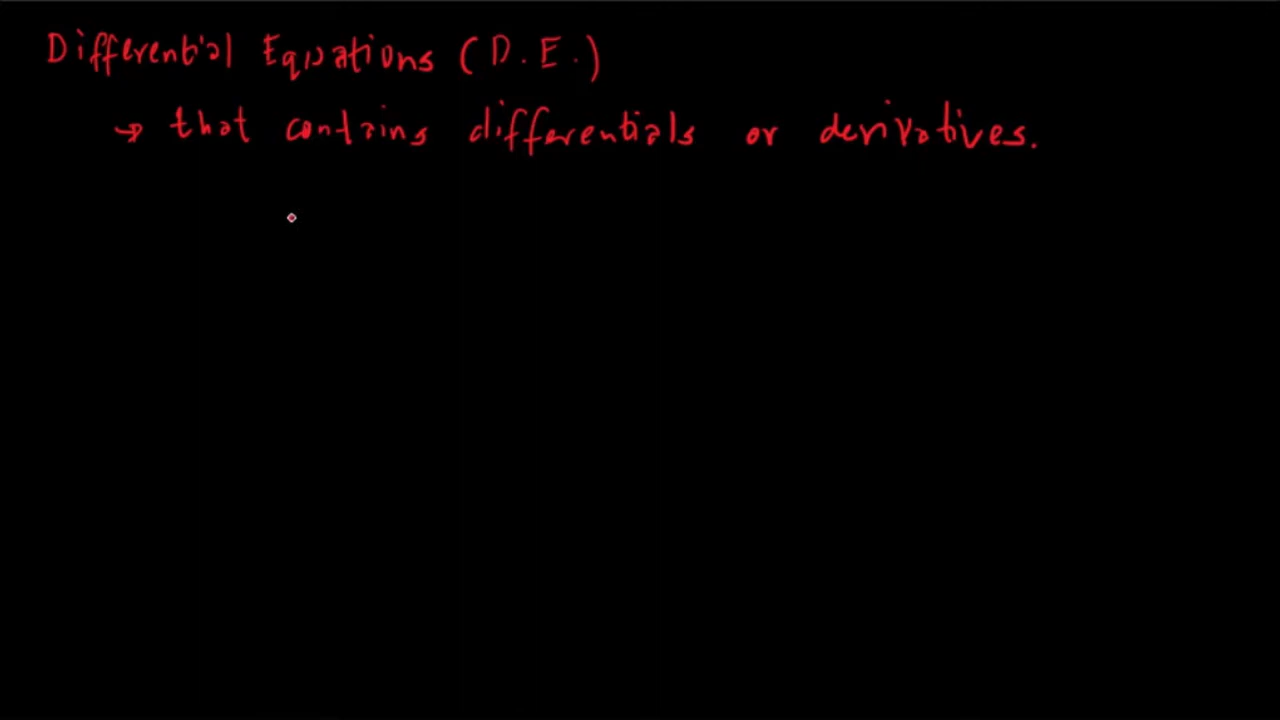 Differential Equations (D.E.)
→ that contains differentials or derivatives.